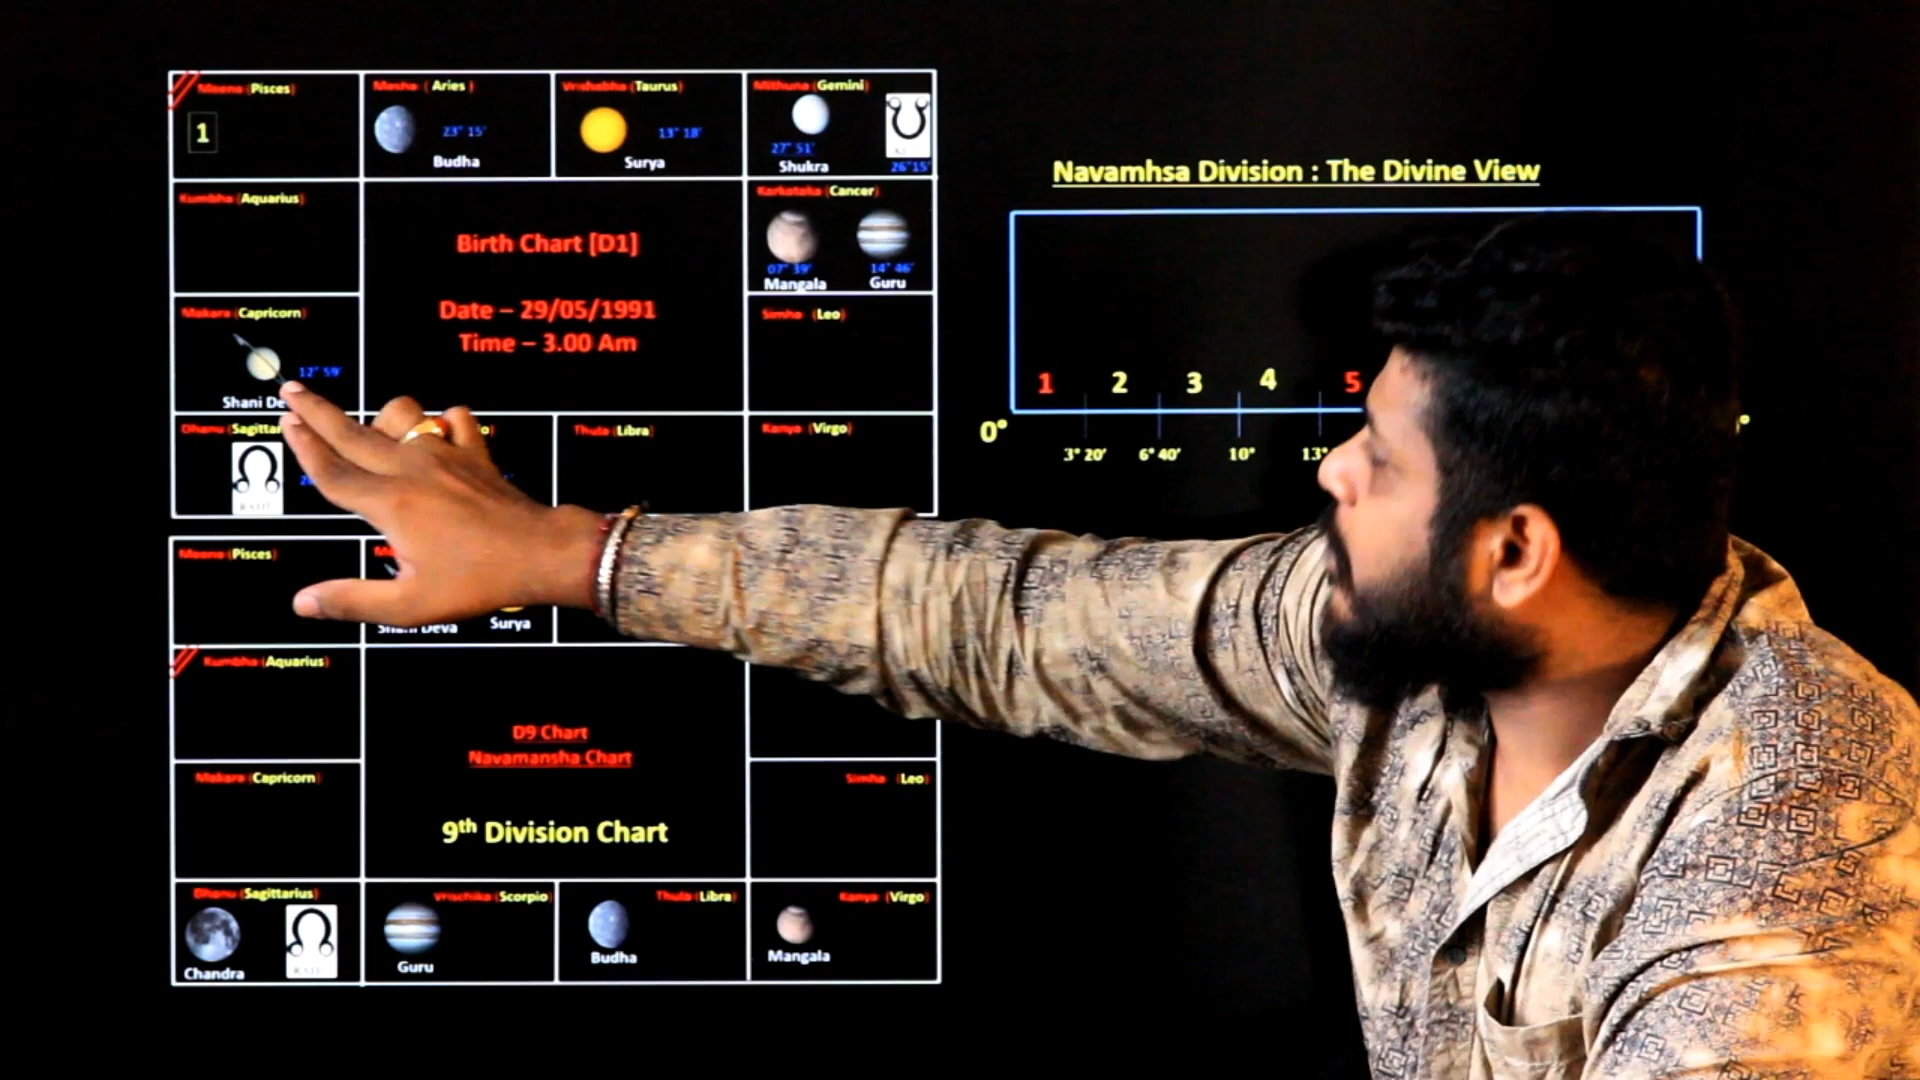 Meena (Pisces)
1
Mesha ( Aries )
23° 15'
Budha
Vrishabha (Taurus)
13° 18'
Surya
Mithuna (Gemini)
27° 51'
Shukra
26°15'
Kumbha (Aquarius)
Karkataka (Cancer)
07° 39'
Mangala
14° 46'
Guru
Birth Chart [D1]
Date – 29/05/1991
Time – 3.00 Am
Makara (Capricorn)
12° 59'
Simha (Leo)
Thula (Libra)
Kanya (Virgo)
RAHU
Meena (Pisces)
Shani Deva
Surya
Kumbha (Aquarius)
D9 Chart
Navamansha Chart
9th Division Chart
Makara (Capricorn)
Simha (Leo)
Dhanu (Sagittarius)
Chandra
RAHU
Vrischika (Scorpio)
Guru
Thula (Libra)
Budha
Kanya (Virgo)
Mangala
Navamhsa Division : The Divine View
1 2 3 4 5
0°
3° 20' 6° 40' 10°